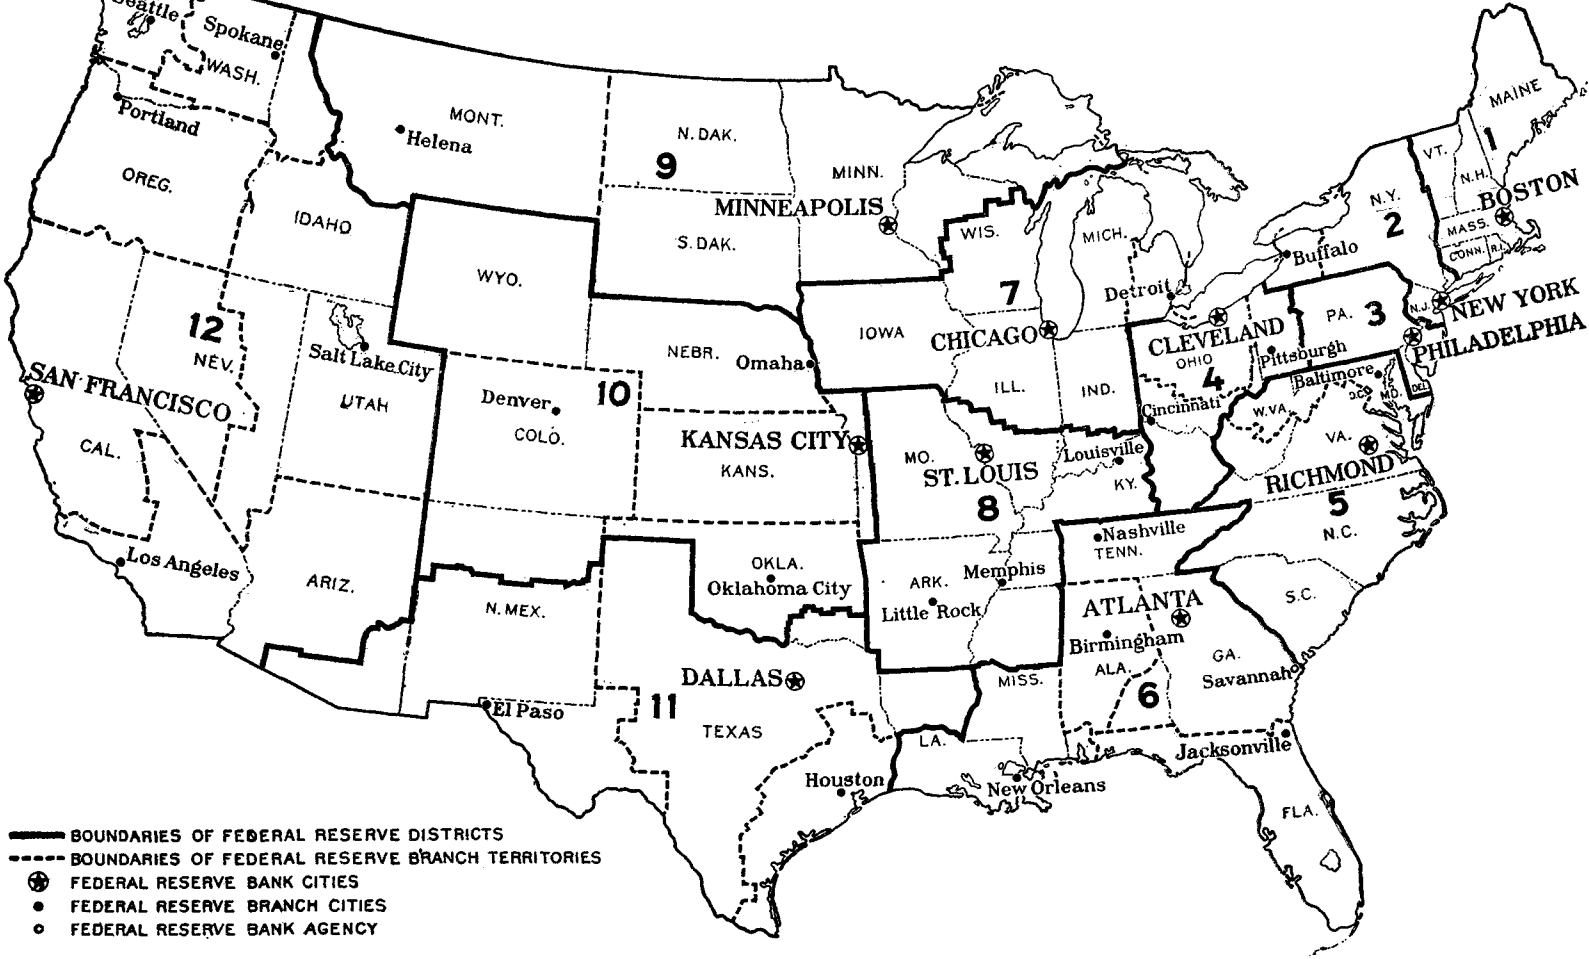 Seattle
Spokane
WASH.
Portland
OREG.
IDAHO
MONT.
Helena
N. DAK.
9
S. DAK.
MINN.
MINNEAPOLIS
WYO.
12
NEV.
Salt Lake City
UTAH
SAN FRANCISCO
CAL.
Los Angeles
ARIZ.
NEBR.
Omaha
10
Denver
COLO.
KANSAS CITY
KANS.
OKLA.
Oklahoma City
N. MEX.
El Paso
DALLAS
11
TEXAS
Houston
WIS.
MICH.
7
Detroit
IOWA
CHICAGO
ILL.
IND.
MO.
ST. LOUIS
8
Louisville
KY.
ARK.
Memphis
Little Rock
CLEVELAND
OHIO
4
Cincinnati
Pittsburgh
PA.
3
N.J.
PHILADELPHIA
DEL.
MAINE
1
VT.
N.H.
BOSTON
MASS.
CONN.
R.I.
N.Y.
2
Buffalo
NEW YORK
Baltimore
D.C.
MD.
W. VA.
VA.
RICHMOND
5
N.C.
S.C.
Nashville
TENN.
ATLANTA
Birmingham
ALA.
GA.
Savannah
6
MISS.
LA.
New Orleans
Jacksonville
FLA.
BOUNDARIES OF FEDERAL RESERVE DISTRICTS
BOUNDARIES OF FEDERAL RESERVE BRANCH TERRITORIES
FEDERAL RESERVE BANK CITIES
FEDERAL RESERVE BRANCH CITIES
FEDERAL RESERVE BANK AGENCY